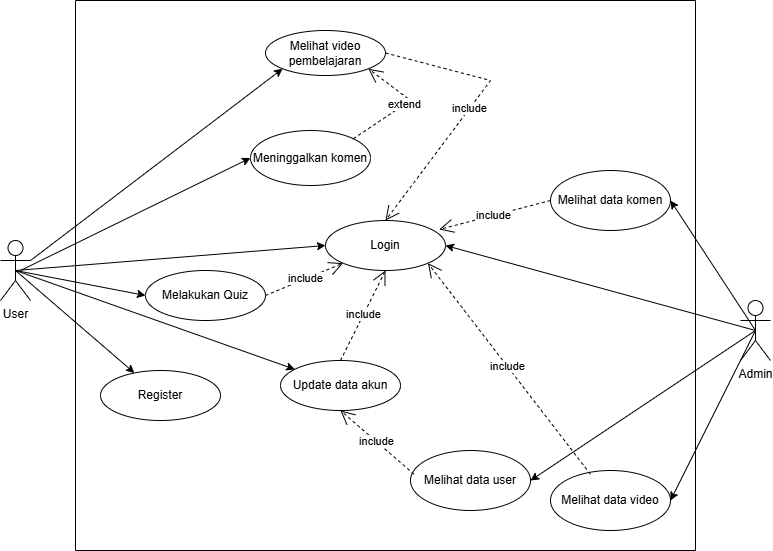 Melihat video
pembelajaran
extend
include
Meninggalkan komen
Melihat data komen
include
Login
include
Melakukan Quiz
User
include
Update data akun
Register
include
Admin
include
Melihat data user
Melihat data video